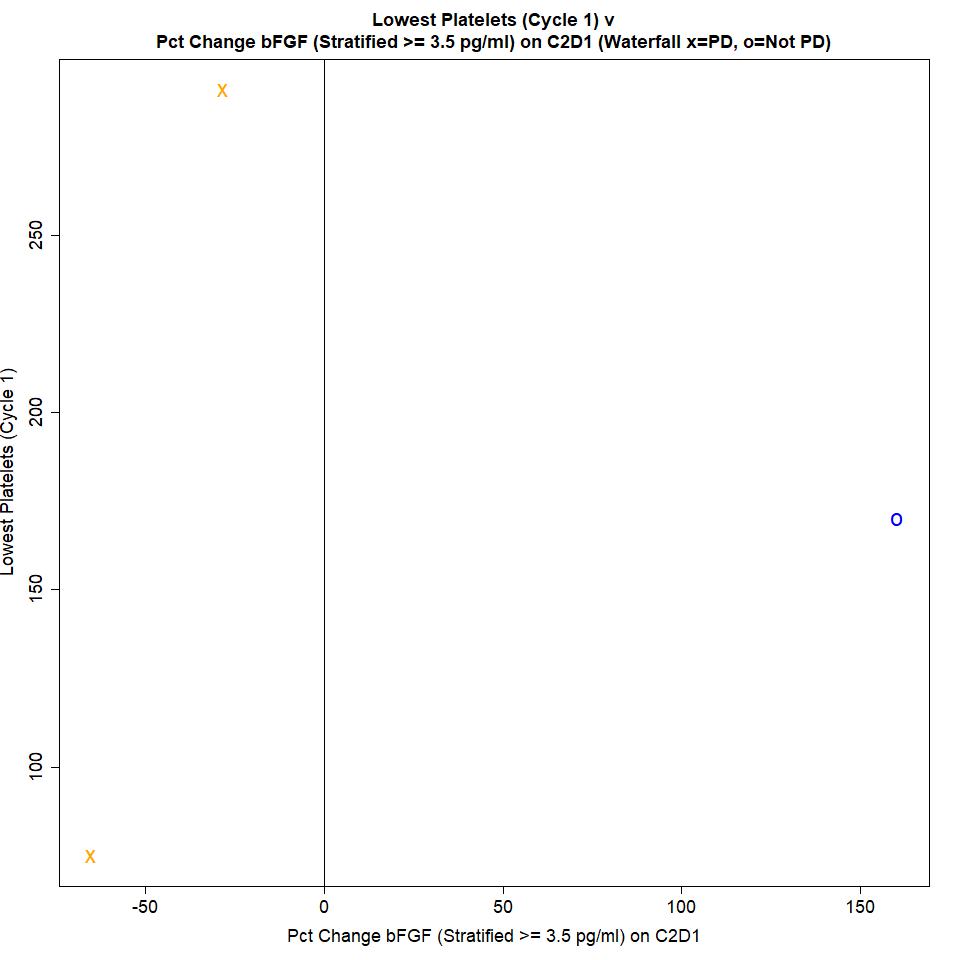 Lowest Platelets (Cycle 1) v
Pct Change bFGF (Stratified >= 3.5 pg/ml) on C2D1 (Waterfall x=PD, o=Not PD)
X
250
200
Lowest Platelets (Cycle 1)
O
150
100
X
-50 0 50 100 150
Pct Change bFGF (Stratified >= 3.5 pg/ml) on C2D1